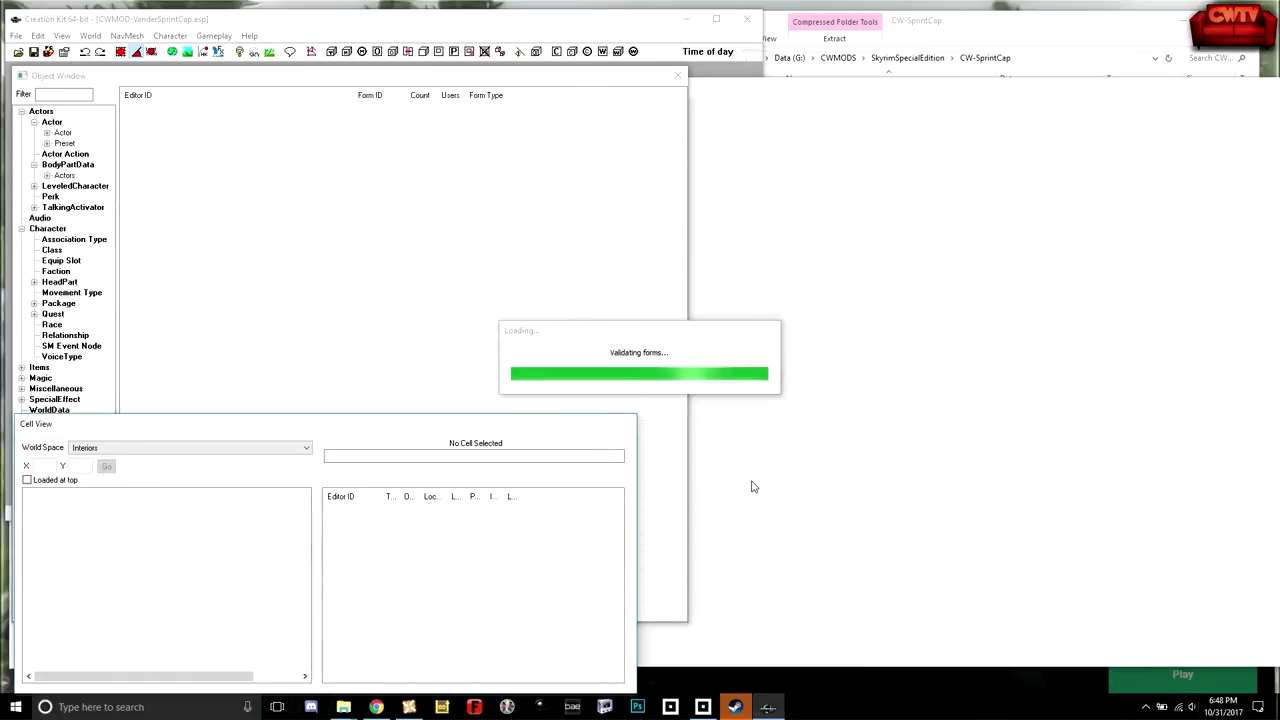 Creation Kit 64-bit - [CWMOD-VanderSprintCap.esp]
File Edit View World NavMesh Character Gameplay Help
Time of day
Compressed Folder Tools CW-SprintCap
View Extract
CWTV
Data (G:) CWMODS SkyrimSpecialEdition CW-SprintCap Search CW...
Object Window
Filter
Editor ID Form ID Count Users Form Type
Actors
Actor
Actor
Preset
Actor Action
BodyPartData
Actors
LeveledCharacter
Perk
TalkingActivator
Audio
Character
Association Type
Class
Equip Slot
Faction
HeadPart
Movement Type
Package
Quest
Race
Relationship
SM Event Node
VoiceType
Items
Magic
Miscellaneous
SpecialEffect
WorldData
Loading...
Validating forms...
Cell View
World Space Interiors
No Cell Selected
X Y Go
Loaded at top
Editor ID T... O... Loc... L... P... I... L...
Play
Type here to search
6:48 PM
10/31/2017